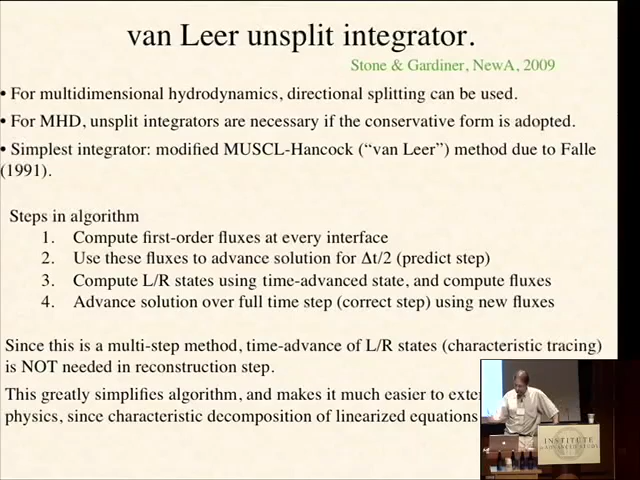 van Leer unsplit integrator.
Stone & Gardiner, NewA, 2009
• For multidimensional hydrodynamics, directional splitting can be used.
• For MHD, unsplit integrators are necessary if the conservative form is adopted.
• Simplest integrator: modified MUSCL-Hancock (“van Leer”) method due to Falle
(1991).
Steps in algorithm
1. Compute first-order fluxes at every interface
2. Use these fluxes to advance solution for Δt/2 (predict step)
3. Compute L/R states using time-advanced state, and compute fluxes
4. Advance solution over full time step (correct step) using new fluxes
Since this is a multi-step method, time-advance of L/R states (characteristic tracing)
is NOT needed in reconstruction step.
This greatly simplifies algorithm, and makes it much easier to
physics, since characteristic decomposition of linearized equations
INSTITUTE
ADVANCED STUDY